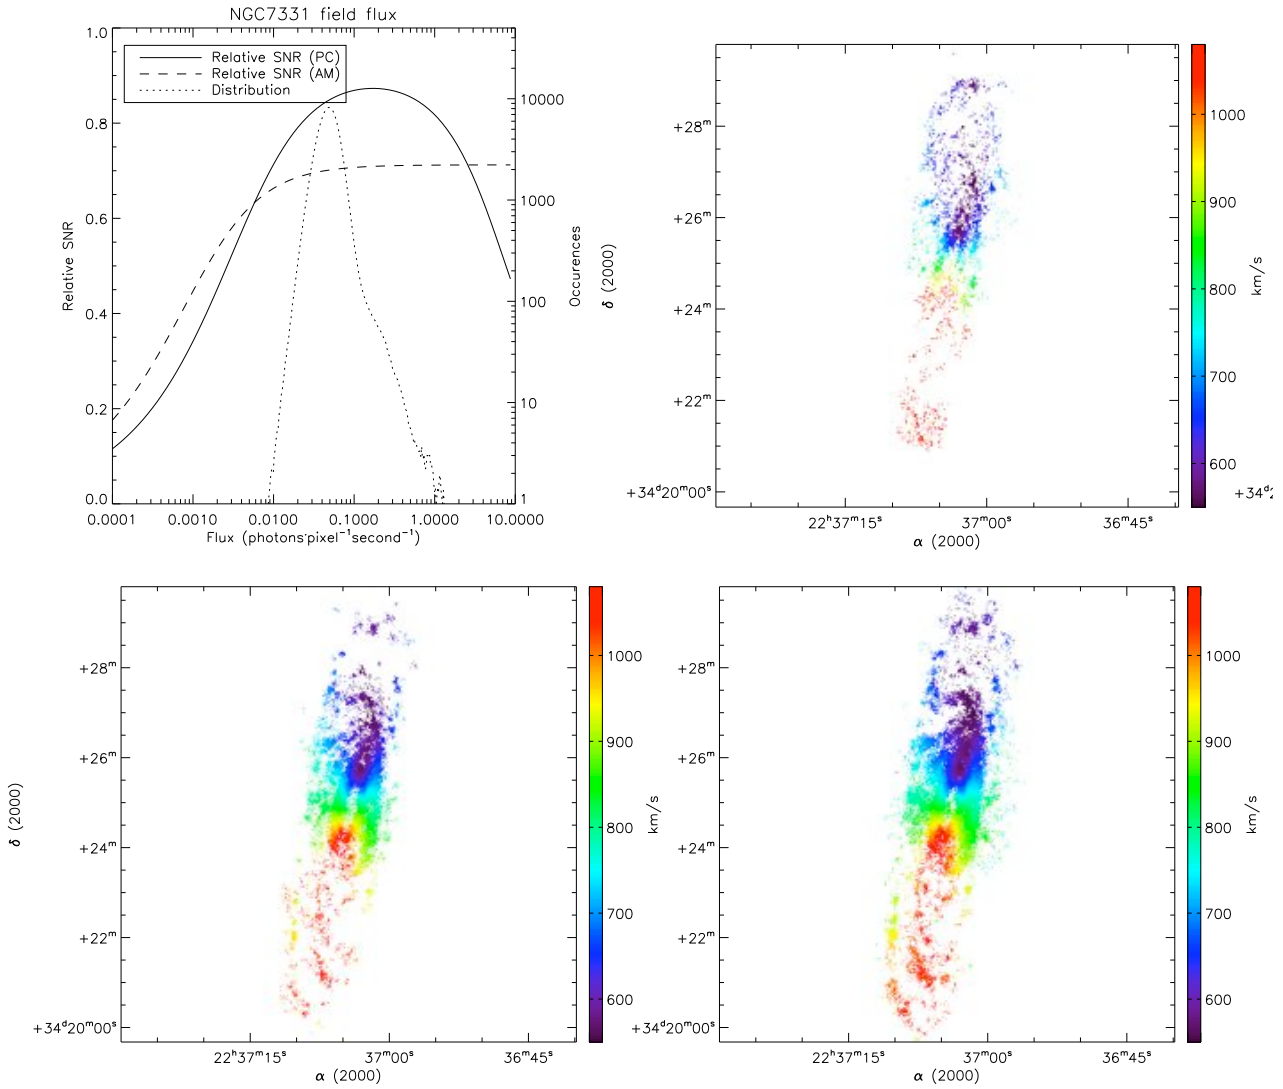 NGC7331 field flux
Relative SNR (PC)
Relative SNR (AM)
Distribution
1.0
0.8
0.6
0.4
0.2
0.0
Relative SNR
10000
1000
100
10
1
Occurences
0.0001 0.0010 0.0100 0.1000 1.00000 10.00000
Flux (photons·pixel⁻¹second⁻¹)
δ (2000)
+28ᵐ
+26ᵐ
+24ᵐ
+22ᵐ
+34ᵈ20ᵐ00ˢ
22ʰ37ᵐ15ˢ 37ᵐ00ˢ 36ᵐ45ˢ
α (2000)
1000
900
800
700
600
km/s
+34ᵈ2
δ (2000)
+28ᵐ
+26ᵐ
+24ᵐ
+22ᵐ
+34ᵈ20ᵐ00ˢ
22ʰ37ᵐ15ˢ 37ᵐ00ˢ 36ᵐ45ˢ
α (2000)
1000
900
800
700
600
km/s
+28ᵐ
+26ᵐ
+24ᵐ
+22ᵐ
+34ᵈ20ᵐ00ˢ
22ʰ37ᵐ15ˢ 37ᵐ00ˢ 36ᵐ45ˢ
α (2000)
1000
900
800
700
600
km/s